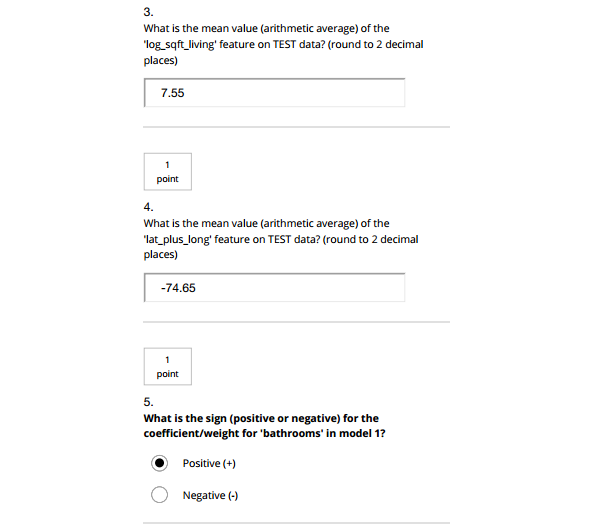 3.
What is the mean value (arithmetic average) of the
'log_sqft_living' feature on TEST data? (round to 2 decimal
places)
7.55
1
point
4.
What is the mean value (arithmetic average) of the
'lat_plus_long' feature on TEST data? (round to 2 decimal
places)
-74.65
1
point
5.
What is the sign (positive or negative) for the
coefficient/weight for 'bathrooms' in model 1?
Positive (+)
Negative (-)